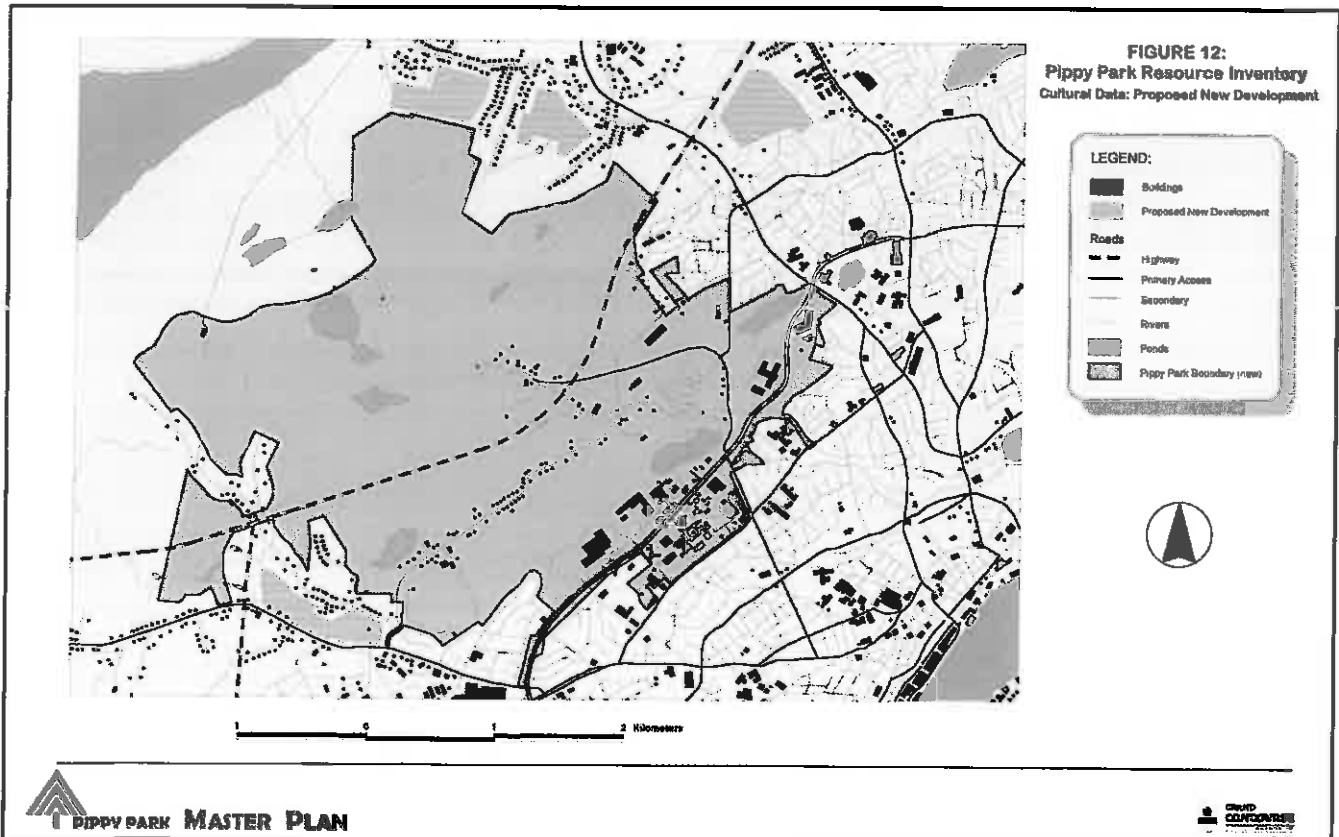 FIGURE 12:
Pippy Park Resource Inventory
Cultural Data: Proposed New Development
LEGEND:
Buildings
Proposed New Development
Roads
Highway
Primary Access
Secondary
Rivers
Ponds
Pippy Park Boundary (new)
1 0 1 2 Kilometers
PIPPY PARK MASTER PLAN
GRAND